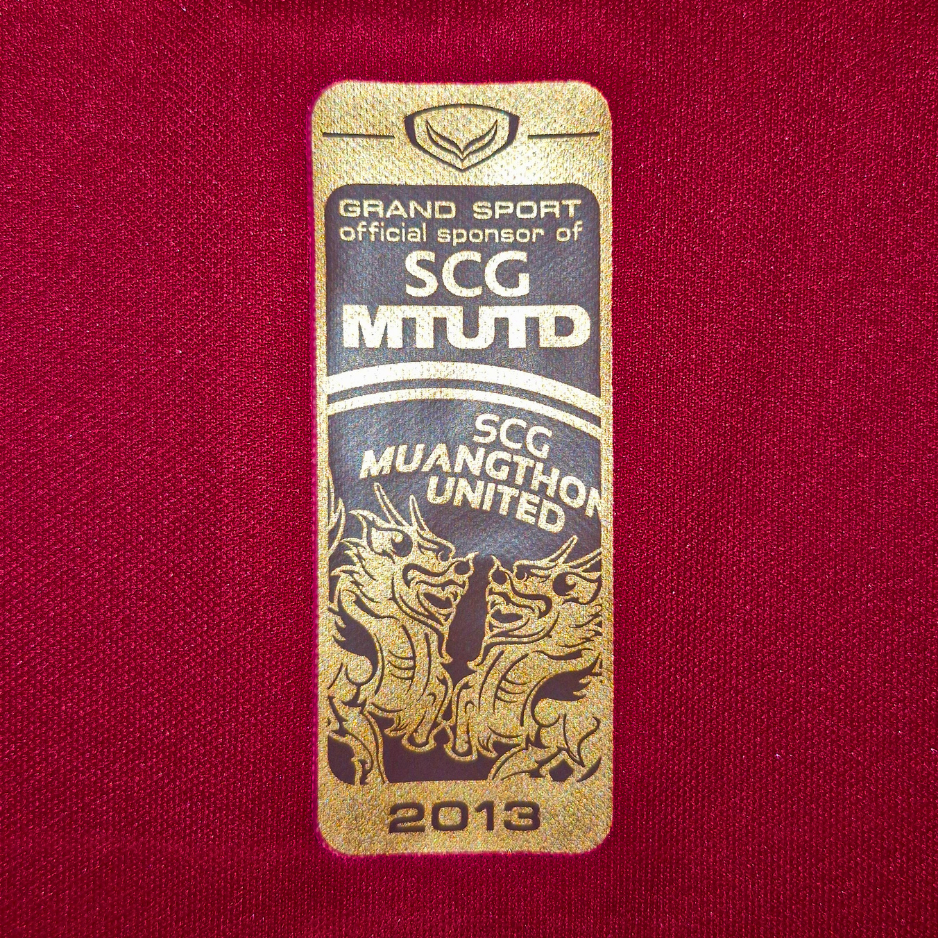 GRAND SPORT
official sponsor of
SCG
MTUTD
SCG
MUANGTHON
UNITED
2013